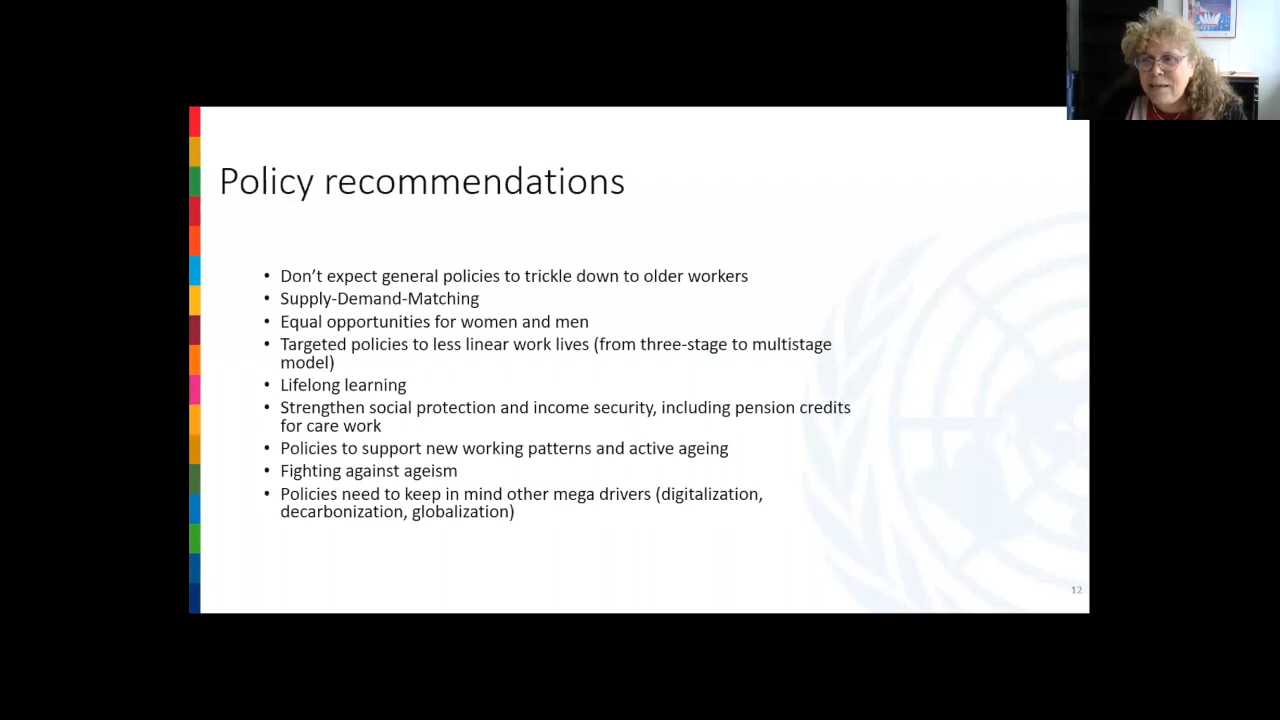 Policy recommendations
• Don’t expect general policies to trickle down to older workers
• Supply-Demand-Matching
• Equal opportunities for women and men
• Targeted policies to less linear work lives (from three-stage to multistage
model)
• Lifelong learning
• Strengthen social protection and income security, including pension credits
for care work
• Policies to support new working patterns and active ageing
• Fighting against ageism
• Policies need to keep in mind other mega drivers (digitalization,
decarbonization, globalization)
12